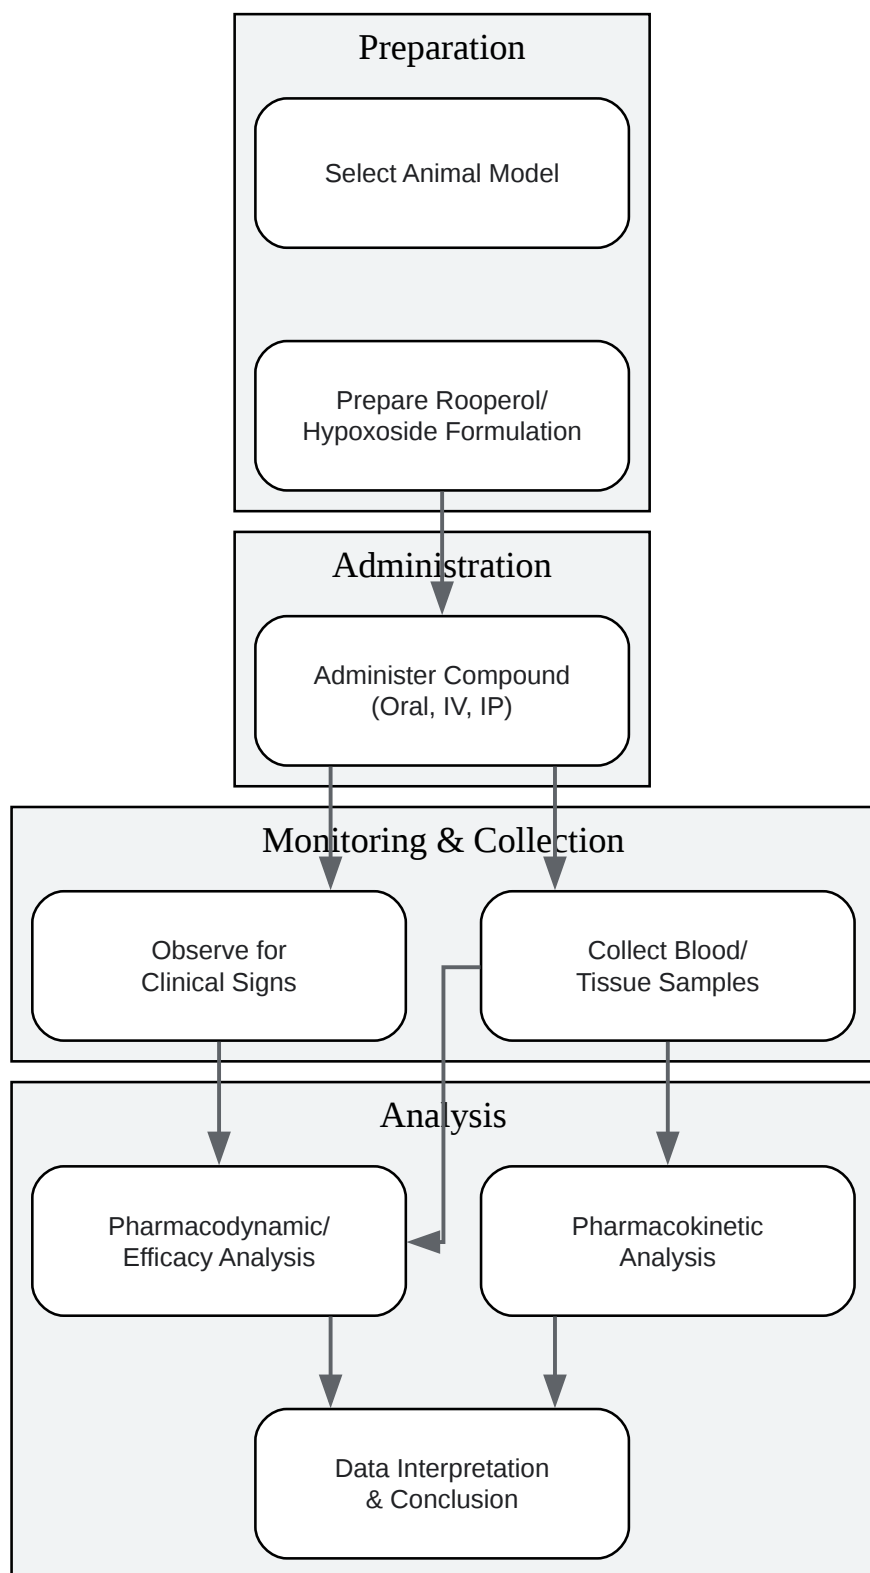 Preparation
Select Animal Model
Prepare Rooperol/
Hypoxoside Formulation
Administration
Administer Compound
(Oral, IV, IP)
Monitoring & Collection
Observe for
Clinical Signs
Collect Blood/
Tissue Samples
Analysis
Pharmacodynamic/
Efficacy Analysis
Pharmacokinetic
Analysis
Data Interpretation
& Conclusion